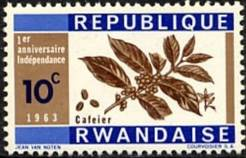 REPUBLIQUE
1er
anniversaire
Indépendance
10c
1963
Cafeier
RWANDAISE
JEAN VAN NOTEN
COURVOISIER S.A.